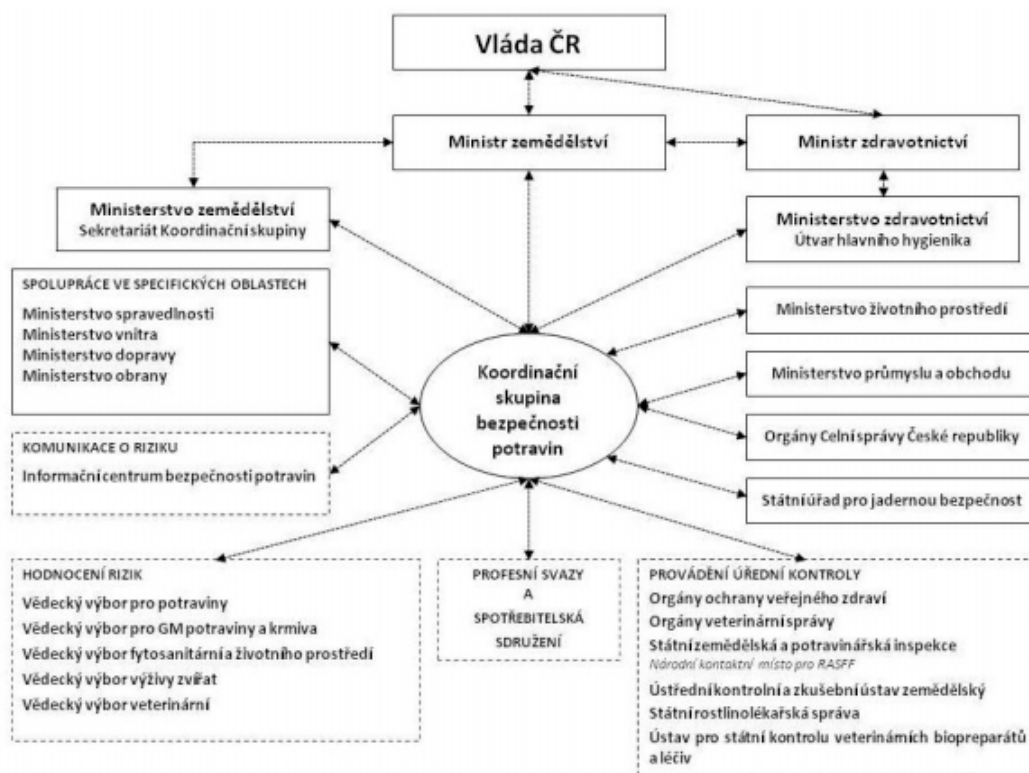 Vláda ČR
Ministr zemědělství
Ministr zdravotnictví
Ministerstvo zemědělství
Sekretariát Koordinační skupiny
Ministerstvo zdravotnictví
Útvar hlavního hygienika
SPOLUPRÁCE VE SPECIFICKÝCH OBLASTECH
Ministerstvo spravedlnosti
Ministerstvo vnitra
Ministerstvo dopravy
Ministerstvo obrany
Ministerstvo životního prostředí
Koordinační
skupina
bezpečnosti
potravin
Ministerstvo průmyslu a obchodu
Orgány Celní správy České republiky
Státní úřad pro jadernou bezpečnost
KOMUNIKACE O RIZIKU
Informační centrum bezpečnosti potravin
HODNOCENÍ RIZIK
Vědecký výbor pro potraviny
Vědecký výbor pro GM potraviny a krmiva
Vědecký výbor fytosanitární a životního prostředí
Vědecký výbor výživy zvířat
Vědecký výbor veterinární
PROFESNÍ SVAZY
A
SPOTŘEBITELSKÁ
SDRUŽENÍ
PROVÁDĚNÍ ÚŘEDNÍ KONTROLY
Orgány ochrany veřejného zdraví
Orgány veterinární správy
Státní zemědělská a potravinářská inspekce
Národní kontaktní místo pro RASFF
Ústřední kontrolní a zkušební ústav zemědělský
Státní rostlinolékařská správa
Ústav pro státní kontrolu veterinárních biopreparátů
a léčiv